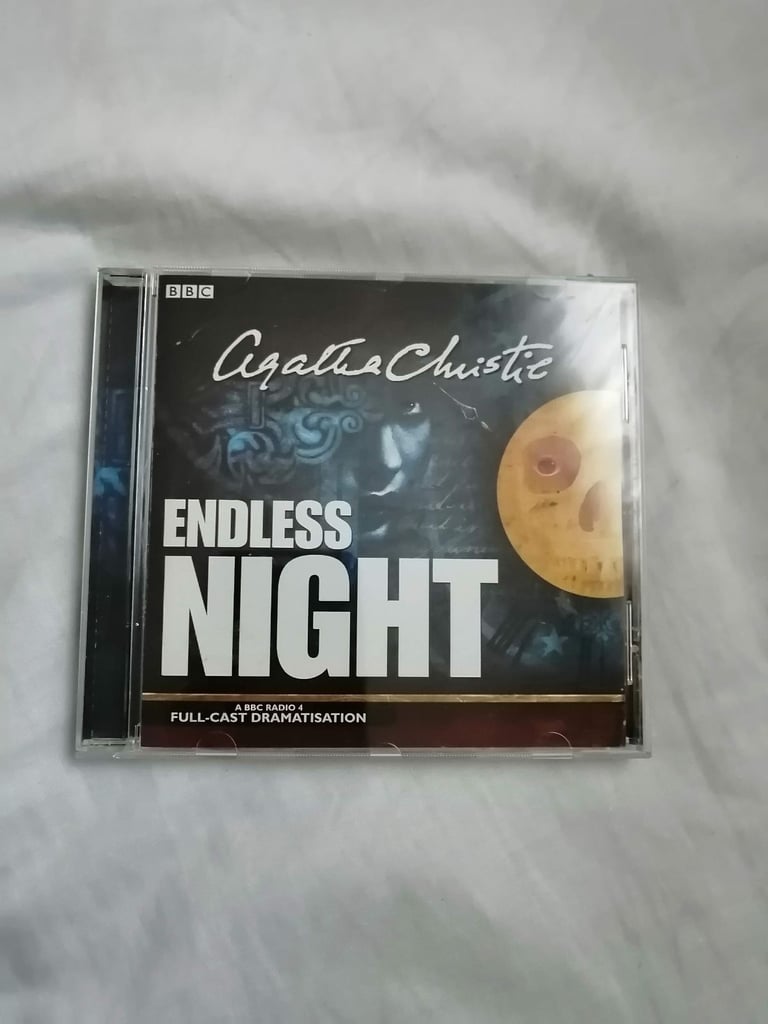 BBC
Agatha Christie
ENDLESS
NIGHT
A BBC RADIO 4
FULL-CAST DRAMATISATION